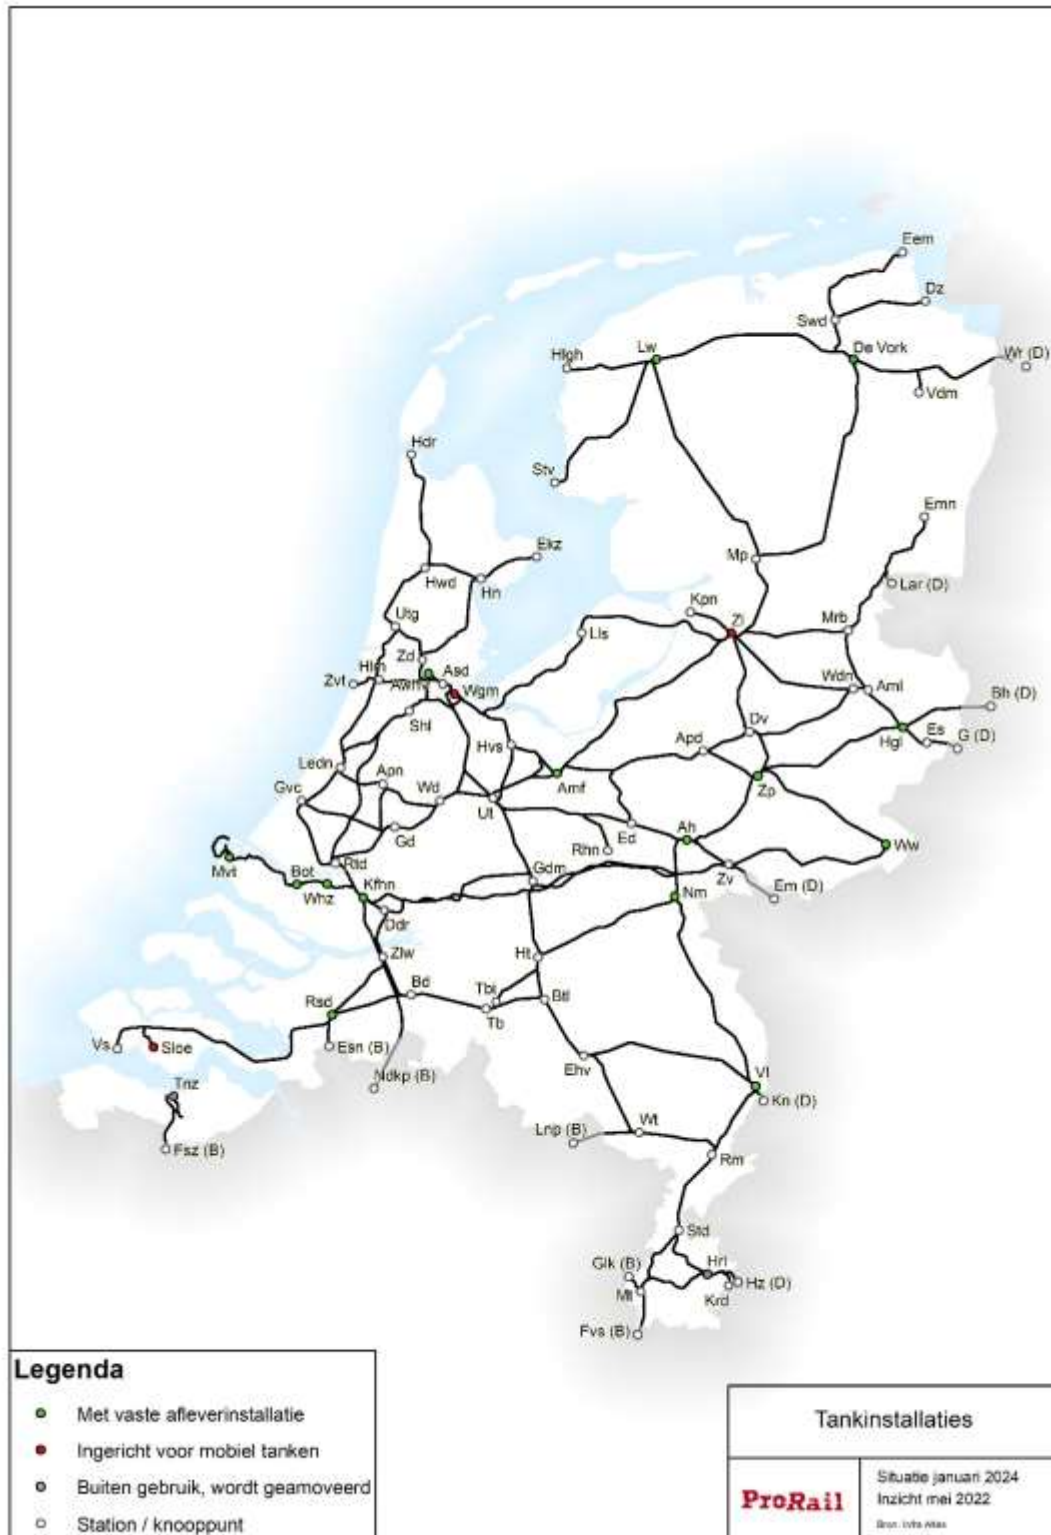 Eem
Dz
Swd
Hlgh
Lw
De Vork
Wr (D)
Vdm
Hdr
Stv
Emn
Ekz
Mp
Hwd
Hn
Lar (D)
Kpn
Utg
Lls
Zl
Mrb
Zd
Hlm
Asd
Zvt
Awhv
Wgm
Wdn
Aml
Bh (D)
Shl
Dv
Hvs
Apd
Hgl
Es
G (D)
Ledn
Apn
Wd
Amf
Zp
Gvc
Ut
Gd
Ed
Ah
Ww
Rhn
Mvt
Rtd
Bot
Kfhn
Gdm
Zv
Whz
Nm
Em (D)
Ddr
Zlw
Ht
Bd
Tbi
Rsd
Btl
Tb
Vs
Sloe
Esn (B)
Ehv
Ndkp (B)
Vl
Tnz
Kn (D)
Lnp (B)
Wt
Fsz (B)
Rm
Std
Glk (B)
Hrl
Hz (D)
Mt
Krd
Fvs (B)
Legenda
Met vaste afleverinstallatie
Ingericht voor mobiel tanken
Buiten gebruik, wordt geamoveerd
Station / knooppunt
Tankinstallaties
ProRail
Situatie januari 2024
Inzicht mei 2022
Bron: Infra Atlas